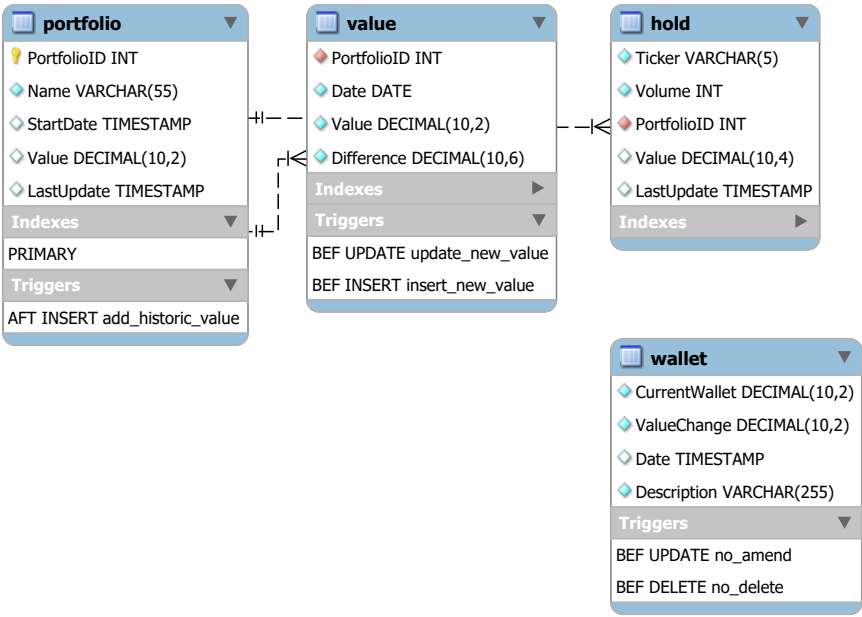 portfolio
PortfolioID INT
Name VARCHAR(55)
StartDate TIMESTAMP
Value DECIMAL(10,2)
LastUpdate TIMESTAMP
Indexes
PRIMARY
Triggers
AFT INSERT add_historic_value
value
PortfolioID INT
Date DATE
Value DECIMAL(10,2)
Difference DECIMAL(10,6)
Indexes
Triggers
BEF UPDATE update_new_value
BEF INSERT insert_new_value
hold
Ticker VARCHAR(5)
Volume INT
PortfolioID INT
Value DECIMAL(10,4)
LastUpdate TIMESTAMP
Indexes
wallet
CurrentWallet DECIMAL(10,2)
ValueChange DECIMAL(10,2)
Date TIMESTAMP
Description VARCHAR(255)
Triggers
BEF UPDATE no_amend
BEF DELETE no_delete